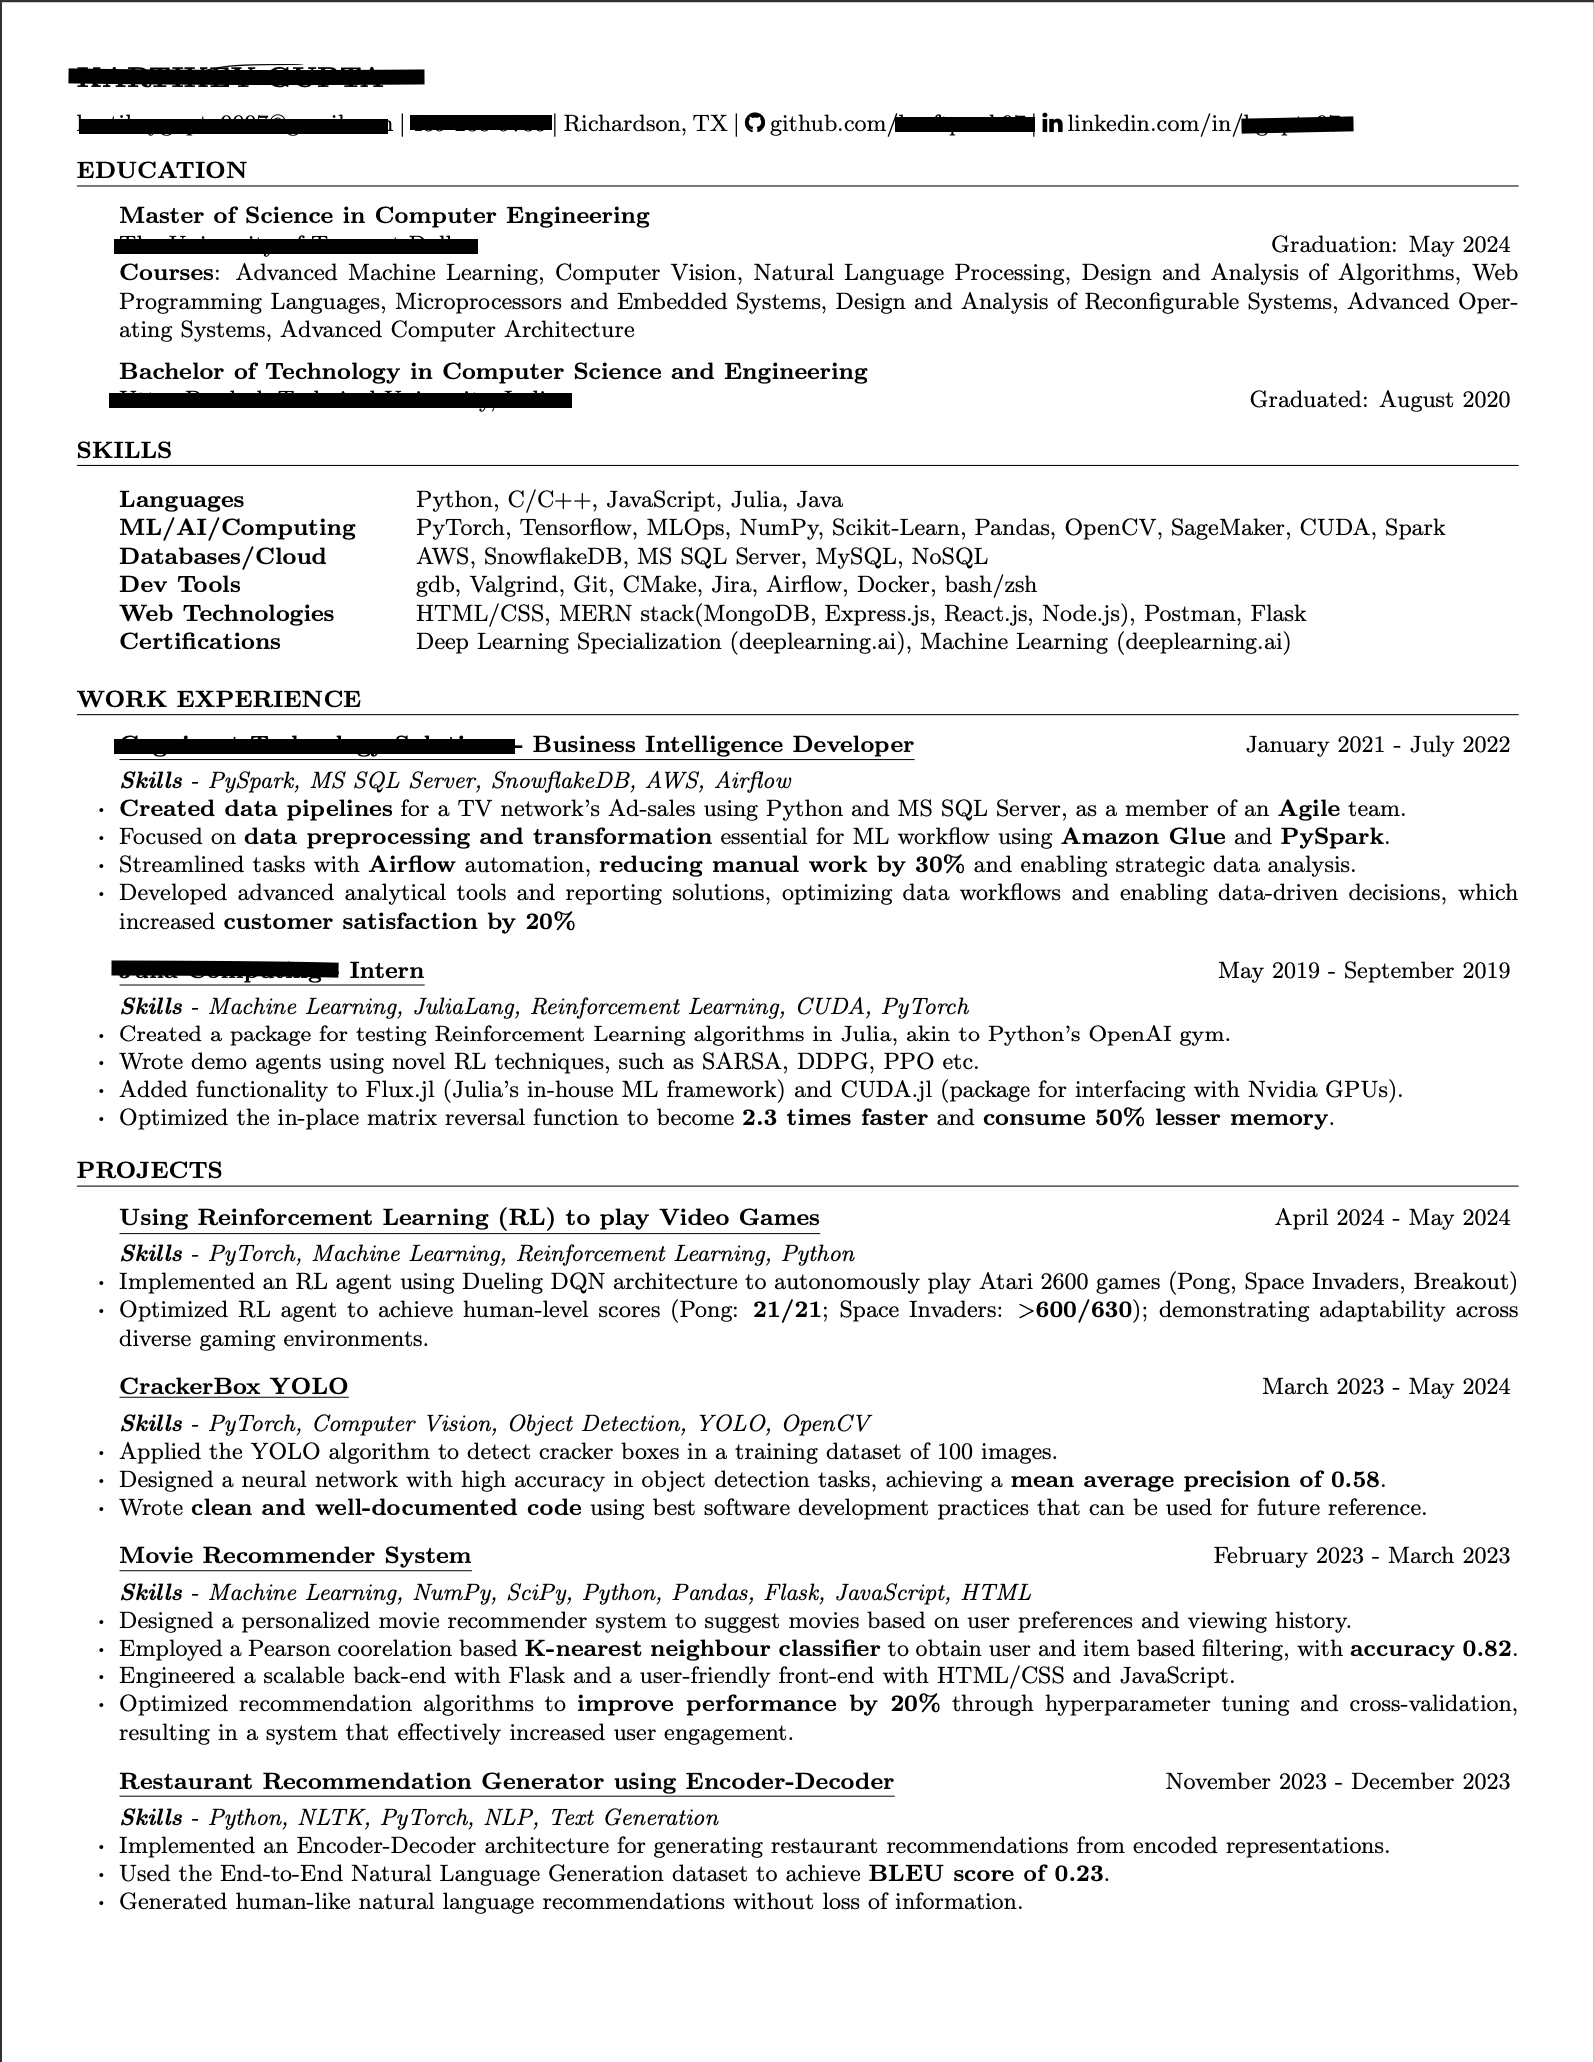 | | Richardson, TX | github.com/ | linkedin.com/in/
EDUCATION
Master of Science in Computer Engineering
Graduation: May 2024
Courses: Advanced Machine Learning, Computer Vision, Natural Language Processing, Design and Analysis of Algorithms, Web
Programming Languages, Microprocessors and Embedded Systems, Design and Analysis of Reconfigurable Systems, Advanced Oper-
ating Systems, Advanced Computer Architecture
Bachelor of Technology in Computer Science and Engineering
Graduated: August 2020
SKILLS
Languages Python, C/C++, JavaScript, Julia, Java
ML/AI/Computing PyTorch, Tensorflow, MLOps, NumPy, Scikit-Learn, Pandas, OpenCV, SageMaker, CUDA, Spark
Databases/Cloud AWS, SnowflakeDB, MS SQL Server, MySQL, NoSQL
Dev Tools gdb, Valgrind, Git, CMake, Jira, Airflow, Docker, bash/zsh
Web Technologies HTML/CSS, MERN stack(MongoDB, Express.js, React.js, Node.js), Postman, Flask
Certifications Deep Learning Specialization (deeplearning.ai), Machine Learning (deeplearning.ai)
WORK EXPERIENCE
- Business Intelligence Developer January 2021 - July 2022
Skills - PySpark, MS SQL Server, SnowflakeDB, AWS, Airflow
· Created data pipelines for a TV network's Ad-sales using Python and MS SQL Server, as a member of an Agile team.
· Focused on data preprocessing and transformation essential for ML workflow using Amazon Glue and PySpark.
· Streamlined tasks with Airflow automation, reducing manual work by 30% and enabling strategic data analysis.
· Developed advanced analytical tools and reporting solutions, optimizing data workflows and enabling data-driven decisions, which
increased customer satisfaction by 20%
Intern May 2019 - September 2019
Skills - Machine Learning, JuliaLang, Reinforcement Learning, CUDA, PyTorch
· Created a package for testing Reinforcement Learning algorithms in Julia, akin to Python's OpenAI gym.
· Wrote demo agents using novel RL techniques, such as SARSA, DDPG, PPO etc.
· Added functionality to Flux.jl (Julia's in-house ML framework) and CUDA.jl (package for interfacing with Nvidia GPUs).
· Optimized the in-place matrix reversal function to become 2.3 times faster and consume 50% lesser memory.
PROJECTS
Using Reinforcement Learning (RL) to play Video Games April 2024 - May 2024
Skills - PyTorch, Machine Learning, Reinforcement Learning, Python
· Implemented an RL agent using Dueling DQN architecture to autonomously play Atari 2600 games (Pong, Space Invaders, Breakout)
· Optimized RL agent to achieve human-level scores (Pong: 21/21; Space Invaders: >600/630); demonstrating adaptability across
diverse gaming environments.
CrackerBox YOLO March 2023 - May 2024
Skills - PyTorch, Computer Vision, Object Detection, YOLO, OpenCV
· Applied the YOLO algorithm to detect cracker boxes in a training dataset of 100 images.
· Designed a neural network with high accuracy in object detection tasks, achieving a mean average precision of 0.58.
· Wrote clean and well-documented code using best software development practices that can be used for future reference.
Movie Recommender System February 2023 - March 2023
Skills - Machine Learning, NumPy, SciPy, Python, Pandas, Flask, JavaScript, HTML
· Designed a personalized movie recommender system to suggest movies based on user preferences and viewing history.
· Employed a Pearson coorelation based K-nearest neighbour classifier to obtain user and item based filtering, with accuracy 0.82.
· Engineered a scalable back-end with Flask and a user-friendly front-end with HTML/CSS and JavaScript.
· Optimized recommendation algorithms to improve performance by 20% through hyperparameter tuning and cross-validation,
resulting in a system that effectively increased user engagement.
Restaurant Recommendation Generator using Encoder-Decoder November 2023 - December 2023
Skills - Python, NLTK, PyTorch, NLP, Text Generation
· Implemented an Encoder-Decoder architecture for generating restaurant recommendations from encoded representations.
· Used the End-to-End Natural Language Generation dataset to achieve BLEU score of 0.23.
· Generated human-like natural language recommendations without loss of information.